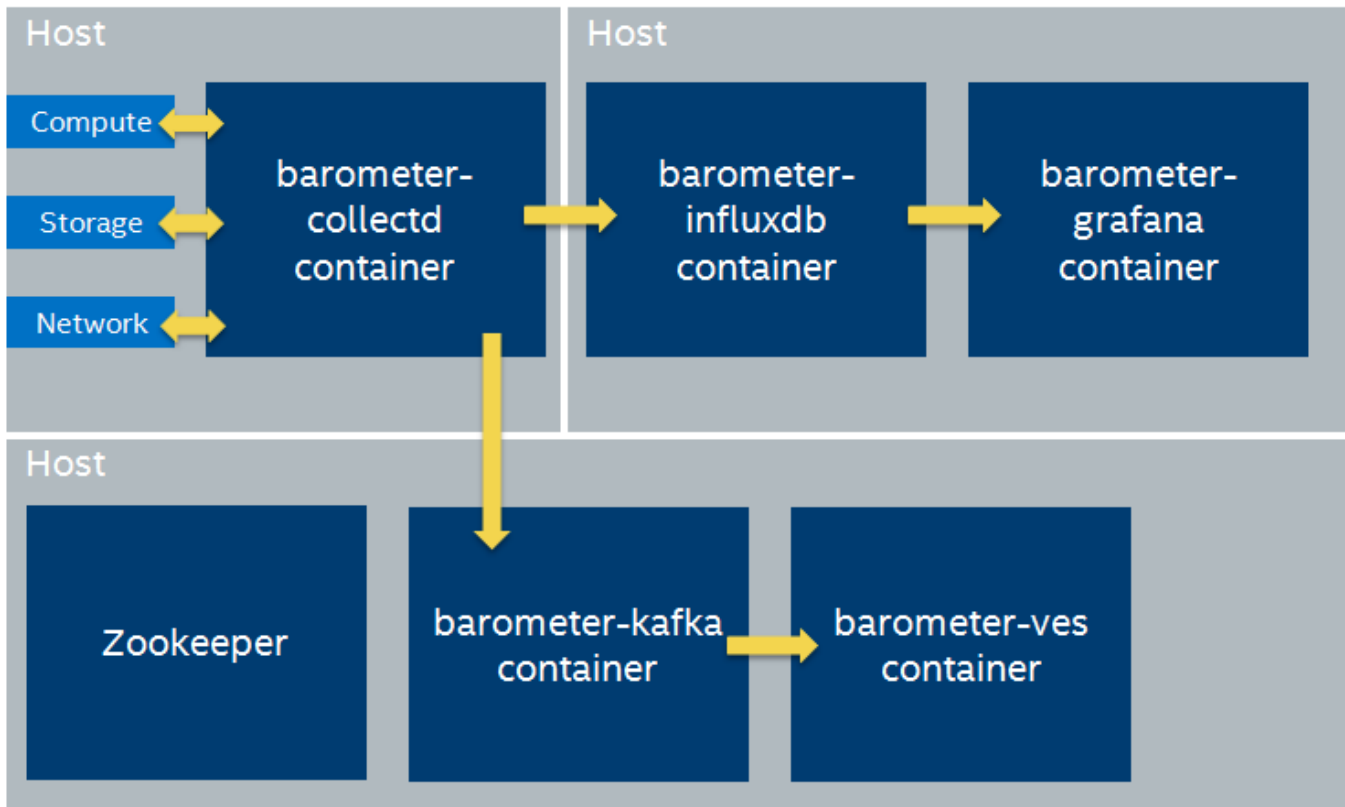 Host
Compute
Storage
Network
barometer-
collectd
container
Host
barometer-
influxdb
container
barometer-
grafana
container
Host
Zookeeper
barometer-kafka
container
barometer-ves
container